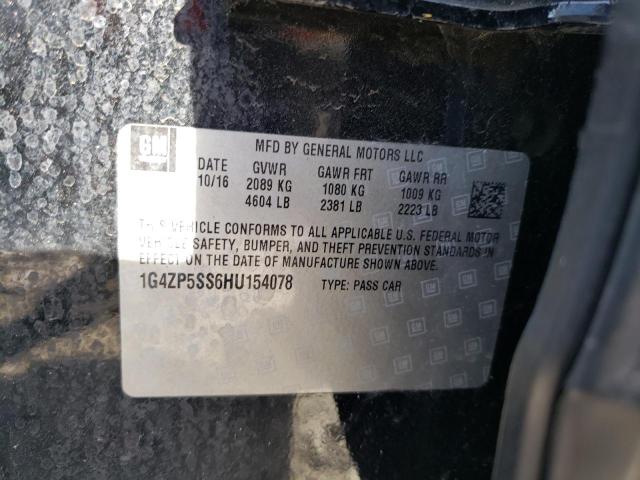 GM
MFD BY GENERAL MOTORS LLC
DATE GVWR GAWR FRT GAWR RR
10/16 2089 KG 1080 KG 1009 KG
4604 LB 2381 LB 2223 LB
THIS VEHICLE CONFORMS TO ALL APPLICABLE U.S. FEDERAL MOTOR
VEHICLE SAFETY, BUMPER, AND THEFT PREVENTION STANDARDS IN
EFFECT ON THE DATE OF MANUFACTURE SHOWN ABOVE.
1G4ZP5SS6HU154078 TYPE: PASS CAR